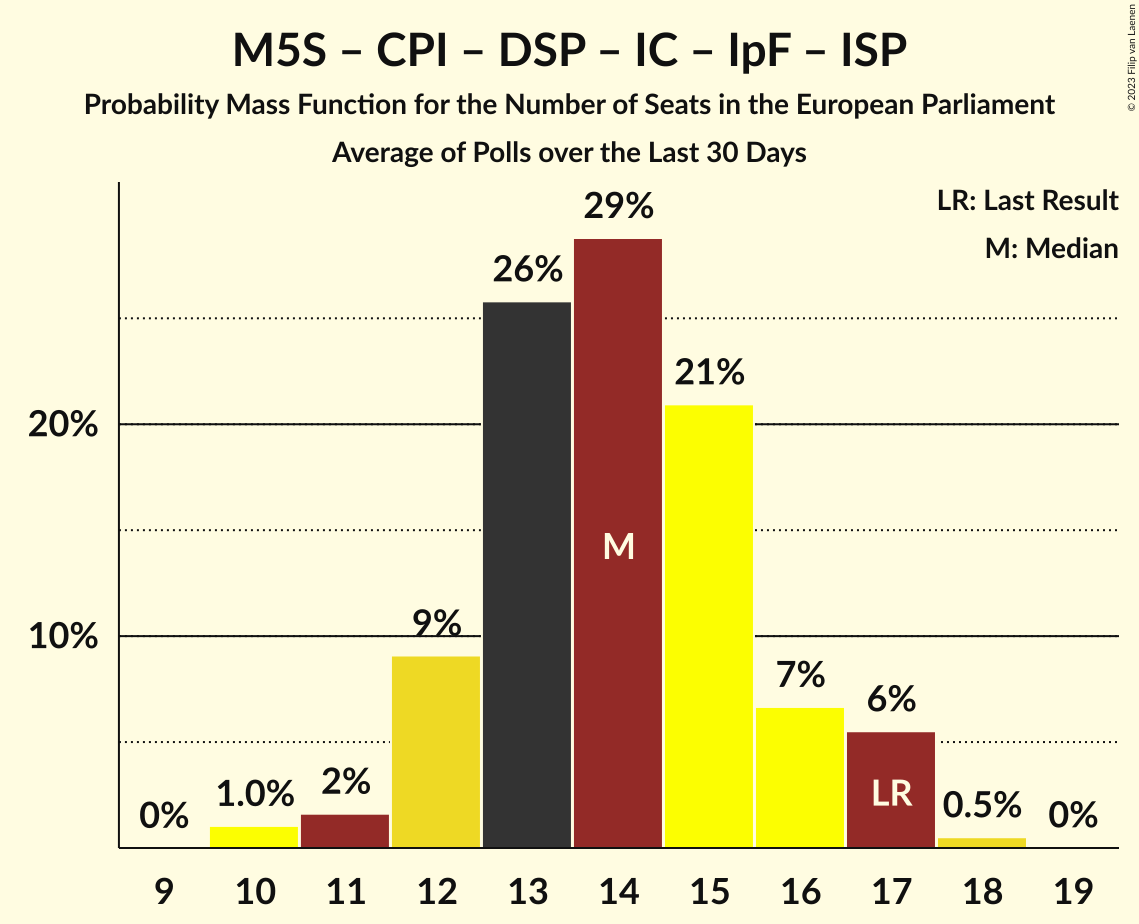 M5S – CPI – DSP – IC – IpF – ISP
Probability Mass Function for the Number of Seats in the European Parliament
Average of Polls over the Last 30 Days
© 2023 Filip van Laenen
LR: Last Result
M: Median
29%
26%
21%
20%
M
9%
10%
7%
6%
2%
1.0%
LR
0%
0.5%
0%
9 10 11 12 13 14 15 16 17 18 19